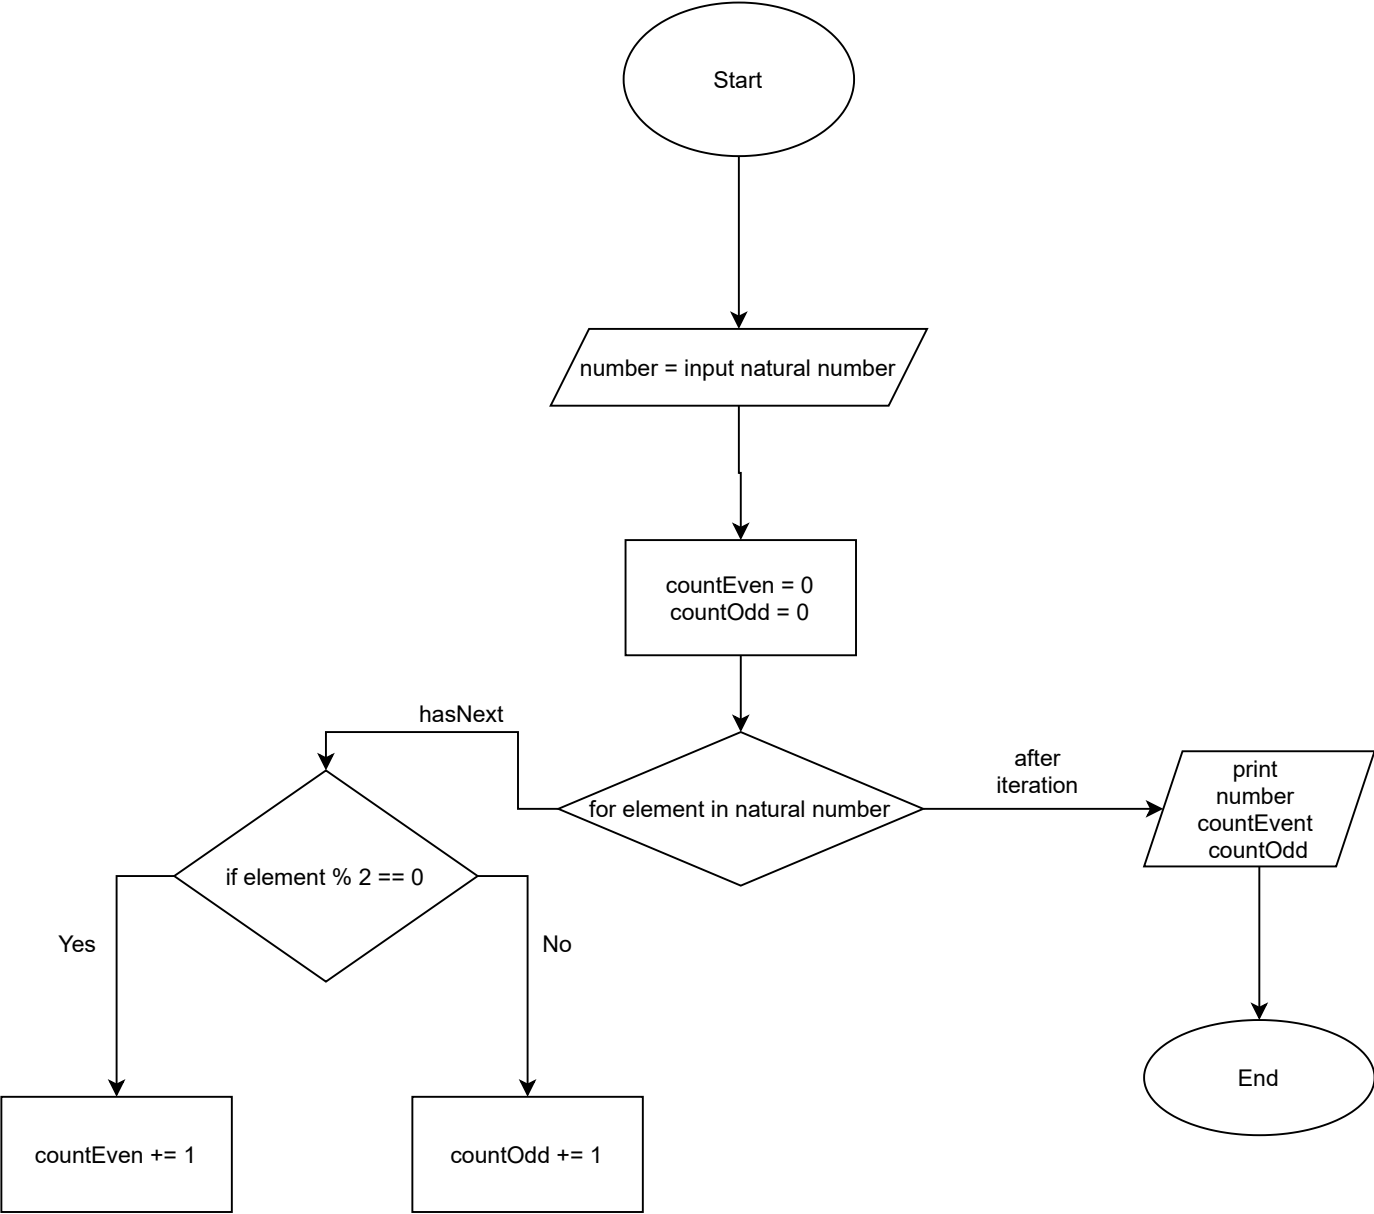 Start
number = input natural number
countEven = 0
countOdd = 0
hasNext
for element in natural number
after
iteration
print
number
countEvent
countOdd
if element % 2 == 0
Yes
No
End
countEven += 1
countOdd += 1